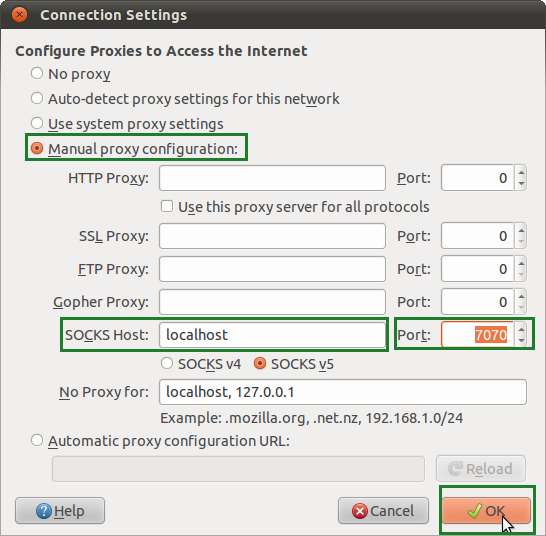 Connection Settings
Configure Proxies to Access the Internet
No proxy
Auto-detect proxy settings for this network
Use system proxy settings
Manual proxy configuration:
HTTP Proxy: Port: 0
Use this proxy server for all protocols
SSL Proxy: Port: 0
FTP Proxy: Port: 0
Gopher Proxy: Port: 0
SOCKS Host: localhost Port: 7070
SOCKS v4 SOCKS v5
No Proxy for: localhost, 127.0.0.1
Example: .mozilla.org, .net.nz, 192.168.1.0/24
Automatic proxy configuration URL:
Reload
Help Cancel OK